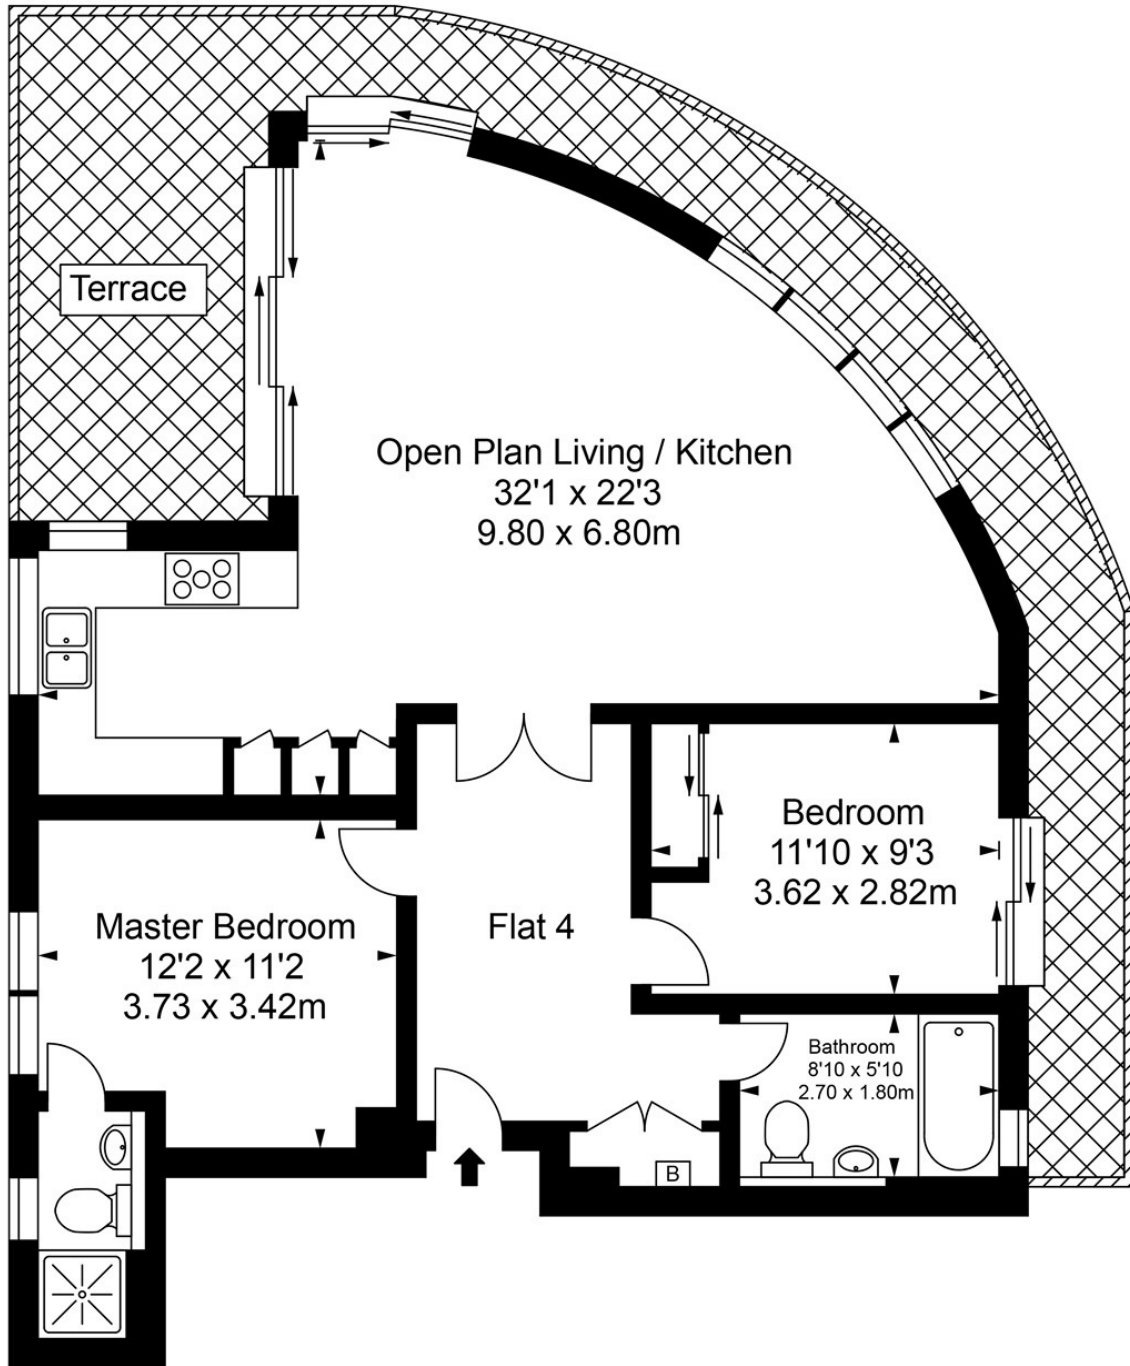 Terrace
Open Plan Living / Kitchen
32'1 x 22'3
9.80 x 6.80m
Bedroom
11'10 x 9'3
3.62 x 2.82m
Master Bedroom
12'2 x 11'2
3.73 x 3.42m
Flat 4
Bathroom
8'10 x 5'10
2.70 x 1.80m
B